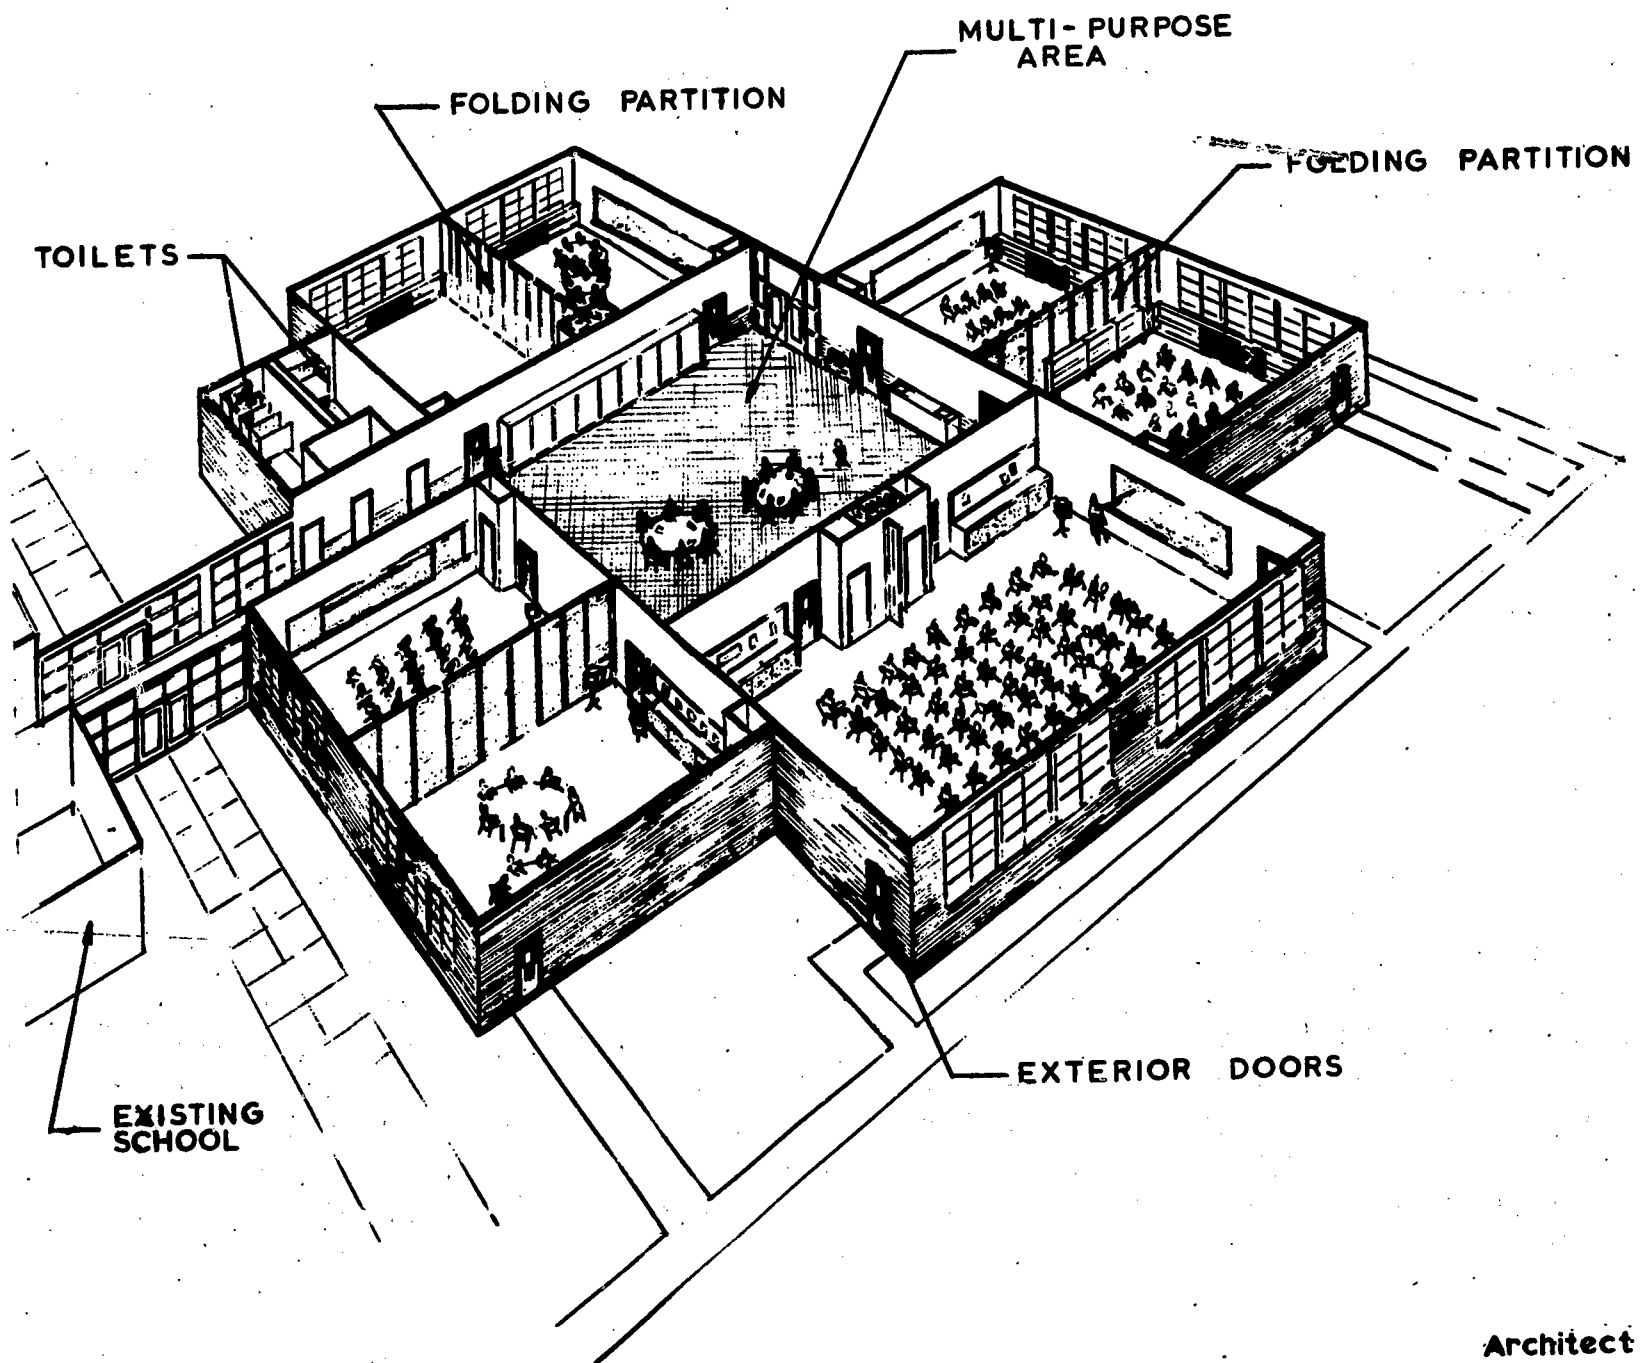 MULTI-PURPOSE
AREA
FOLDING PARTITION
FOLDING PARTITION
TOILETS
EXTERIOR DOORS
EXISTING
SCHOOL
Architect